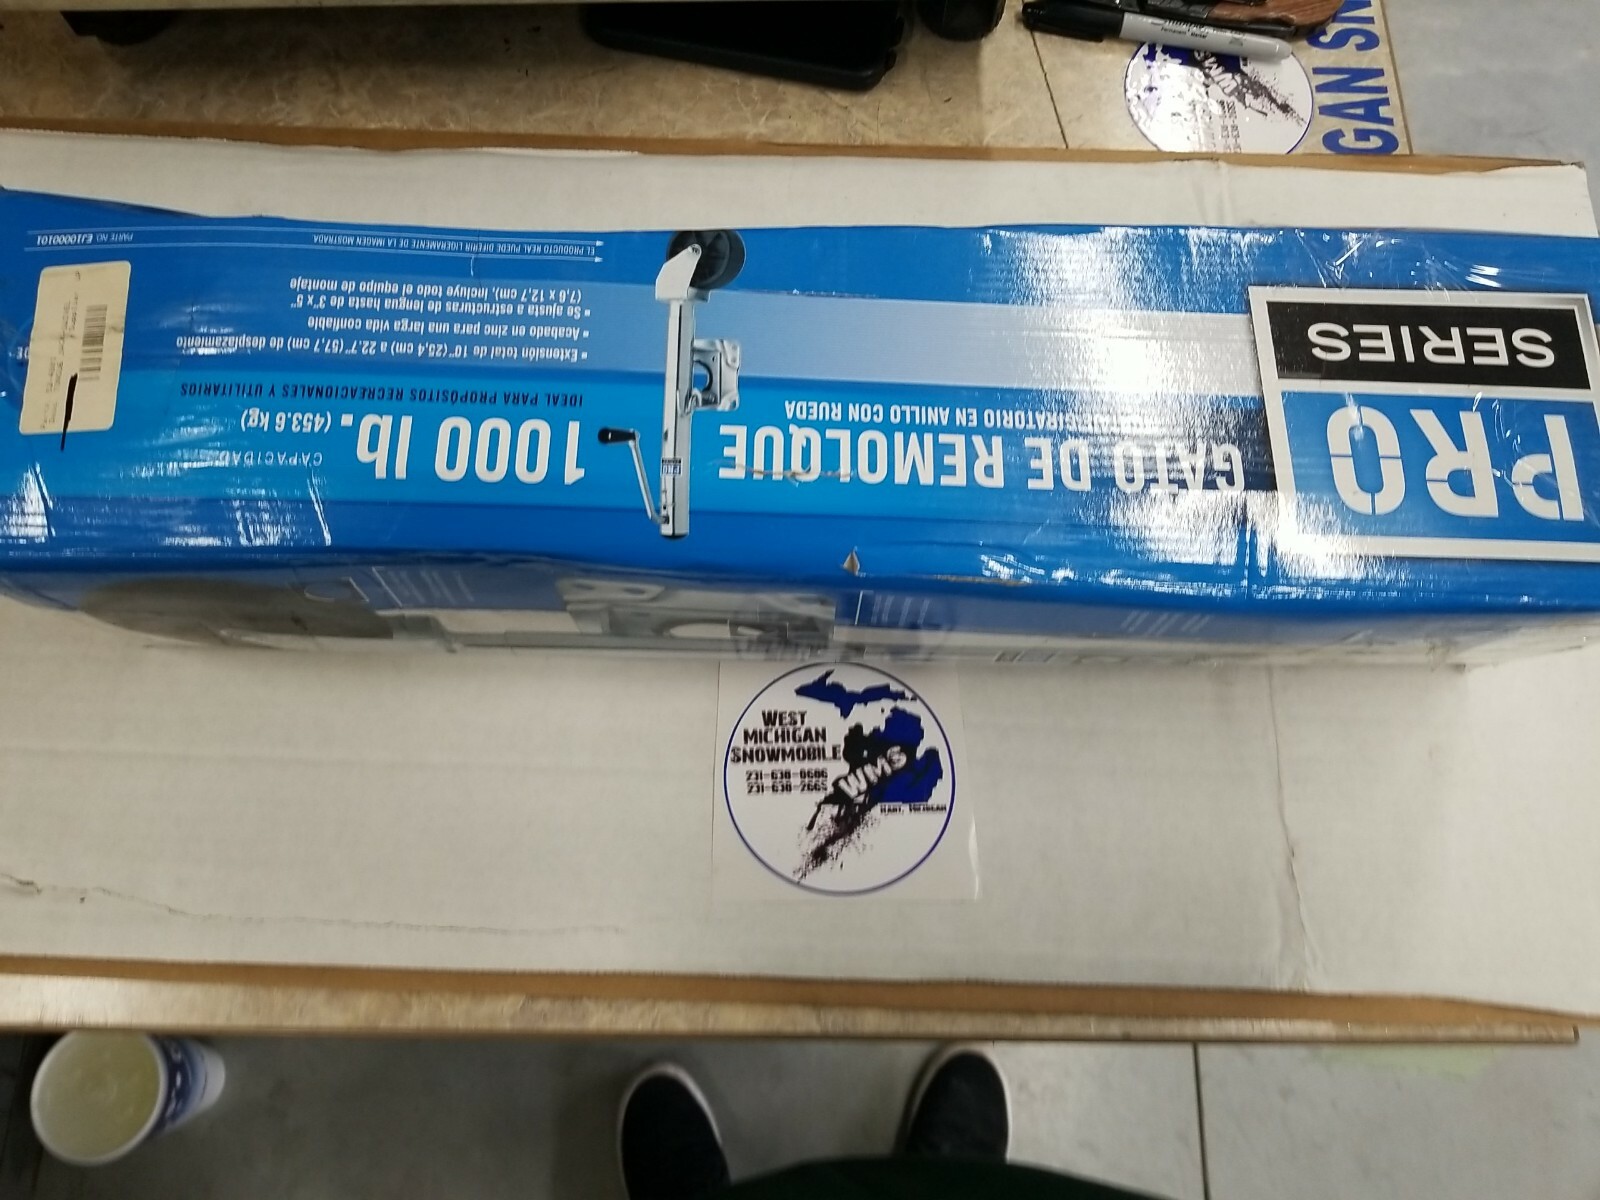 PRO
SERIES
GATO DE REMOLQUE
GIRATORIO EN ANILLO CON RUEDA
1000 lb.
CAPACIDAD
(453.6 kg)
IDEAL PARA PROPÓSITOS RECREACIONALES Y UTILITARIOS
▪ Extensión total de 10"(25,4 cm) a 22.7" (57,7 cm) de desplazamiento
▪ Acabado en zinc para una larga vida confiable
▪ Se ajusta a estructuras de lengua hasta de 3" x 5"
(7,6 x 12,7 cm), incluye todo el equipo de montaje
EL PRODUCTO REAL PUEDE DIFERIR LIGERAMENTE DE LA IMAGEN MOSTRADA
PARTE NO. EJ10000101
WEST
MICHIGAN
SNOWMOBILE
231-638-0686
231-638-2665
WMS
HART, MICHIGAN
GAN SN
Permanent Marker